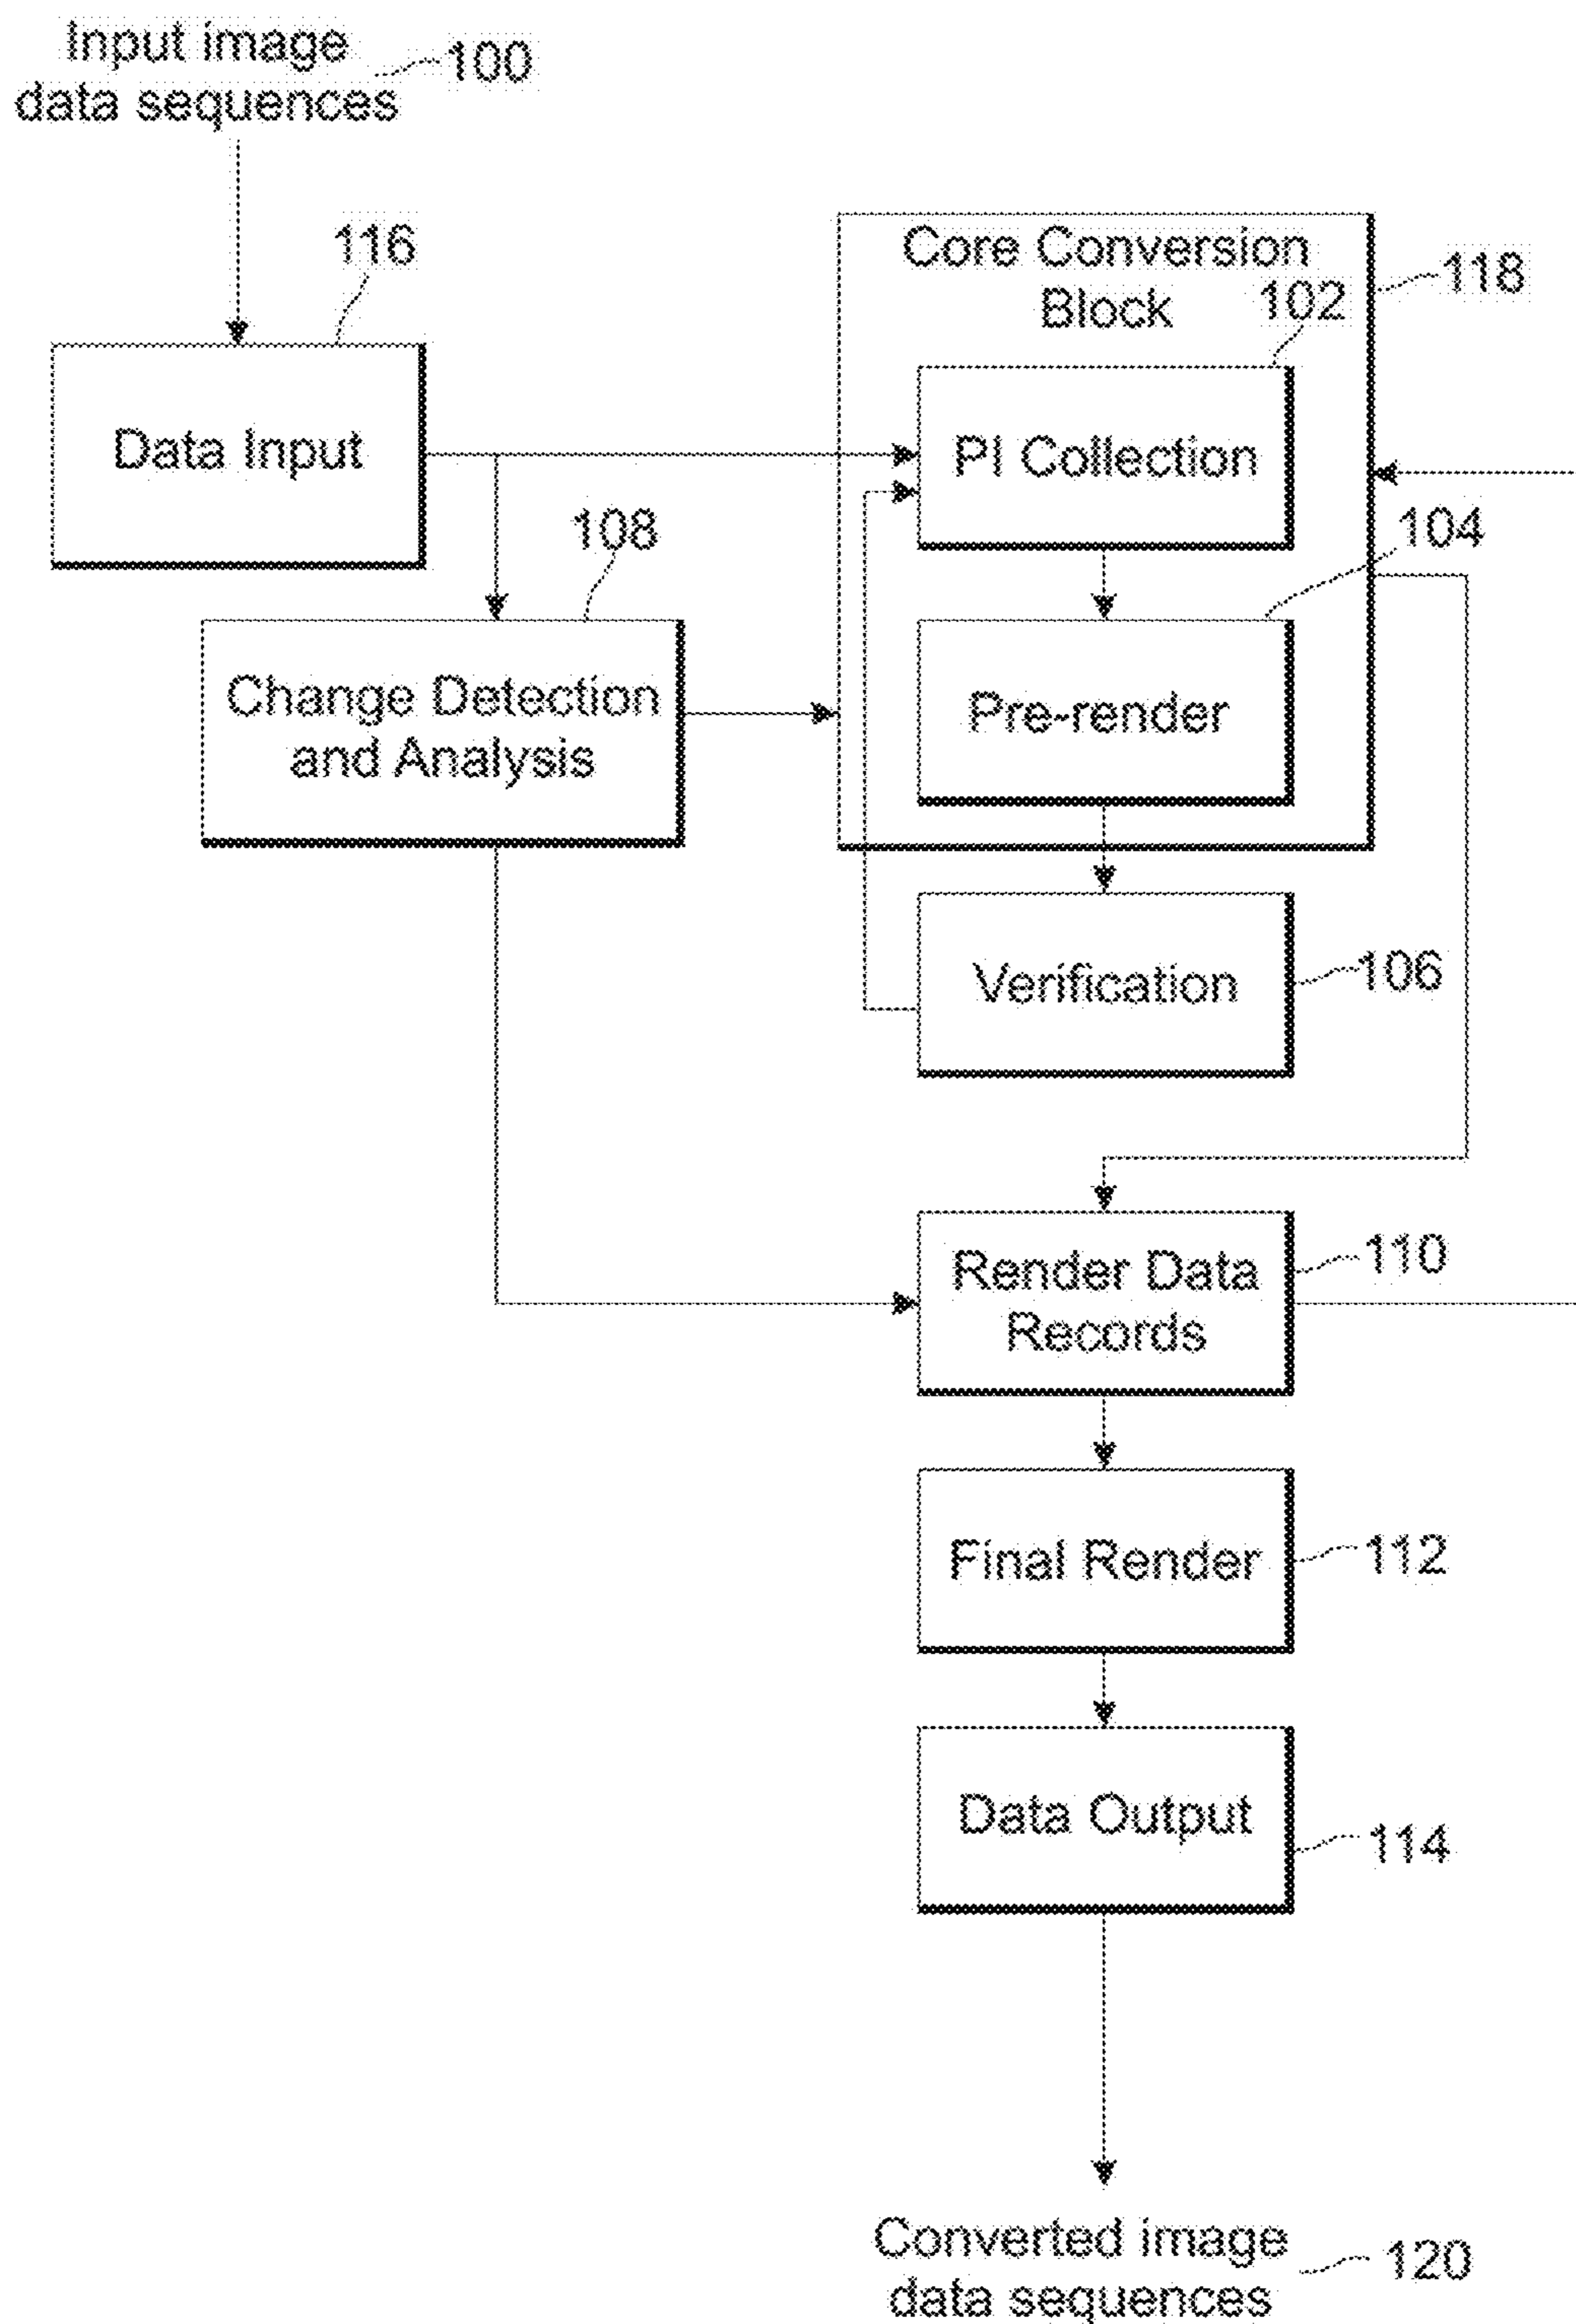 Input image
data sequences
100
116
Data Input
Core Conversion
Block
118
102
PI Collection
108
104
Change Detection
and Analysis
Pre-render
Verification
106
Render Data
Records
110
Final Render
112
Data Output
114
Converted image
data sequences
120